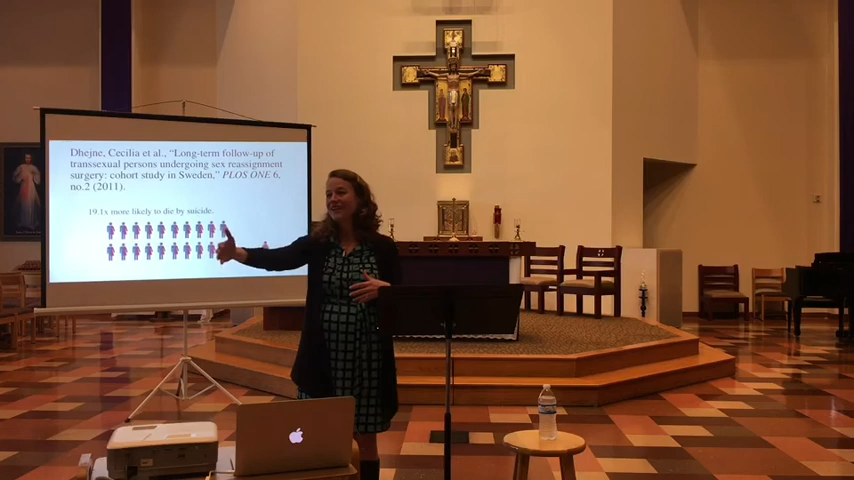 Dhejne, Cecilia et al., “Long-term follow-up of
transsexual persons undergoing sex reassignment
surgery: cohort study in Sweden,” PLOS ONE 6,
no.2 (2011).
19.1x more likely to die by suicide.